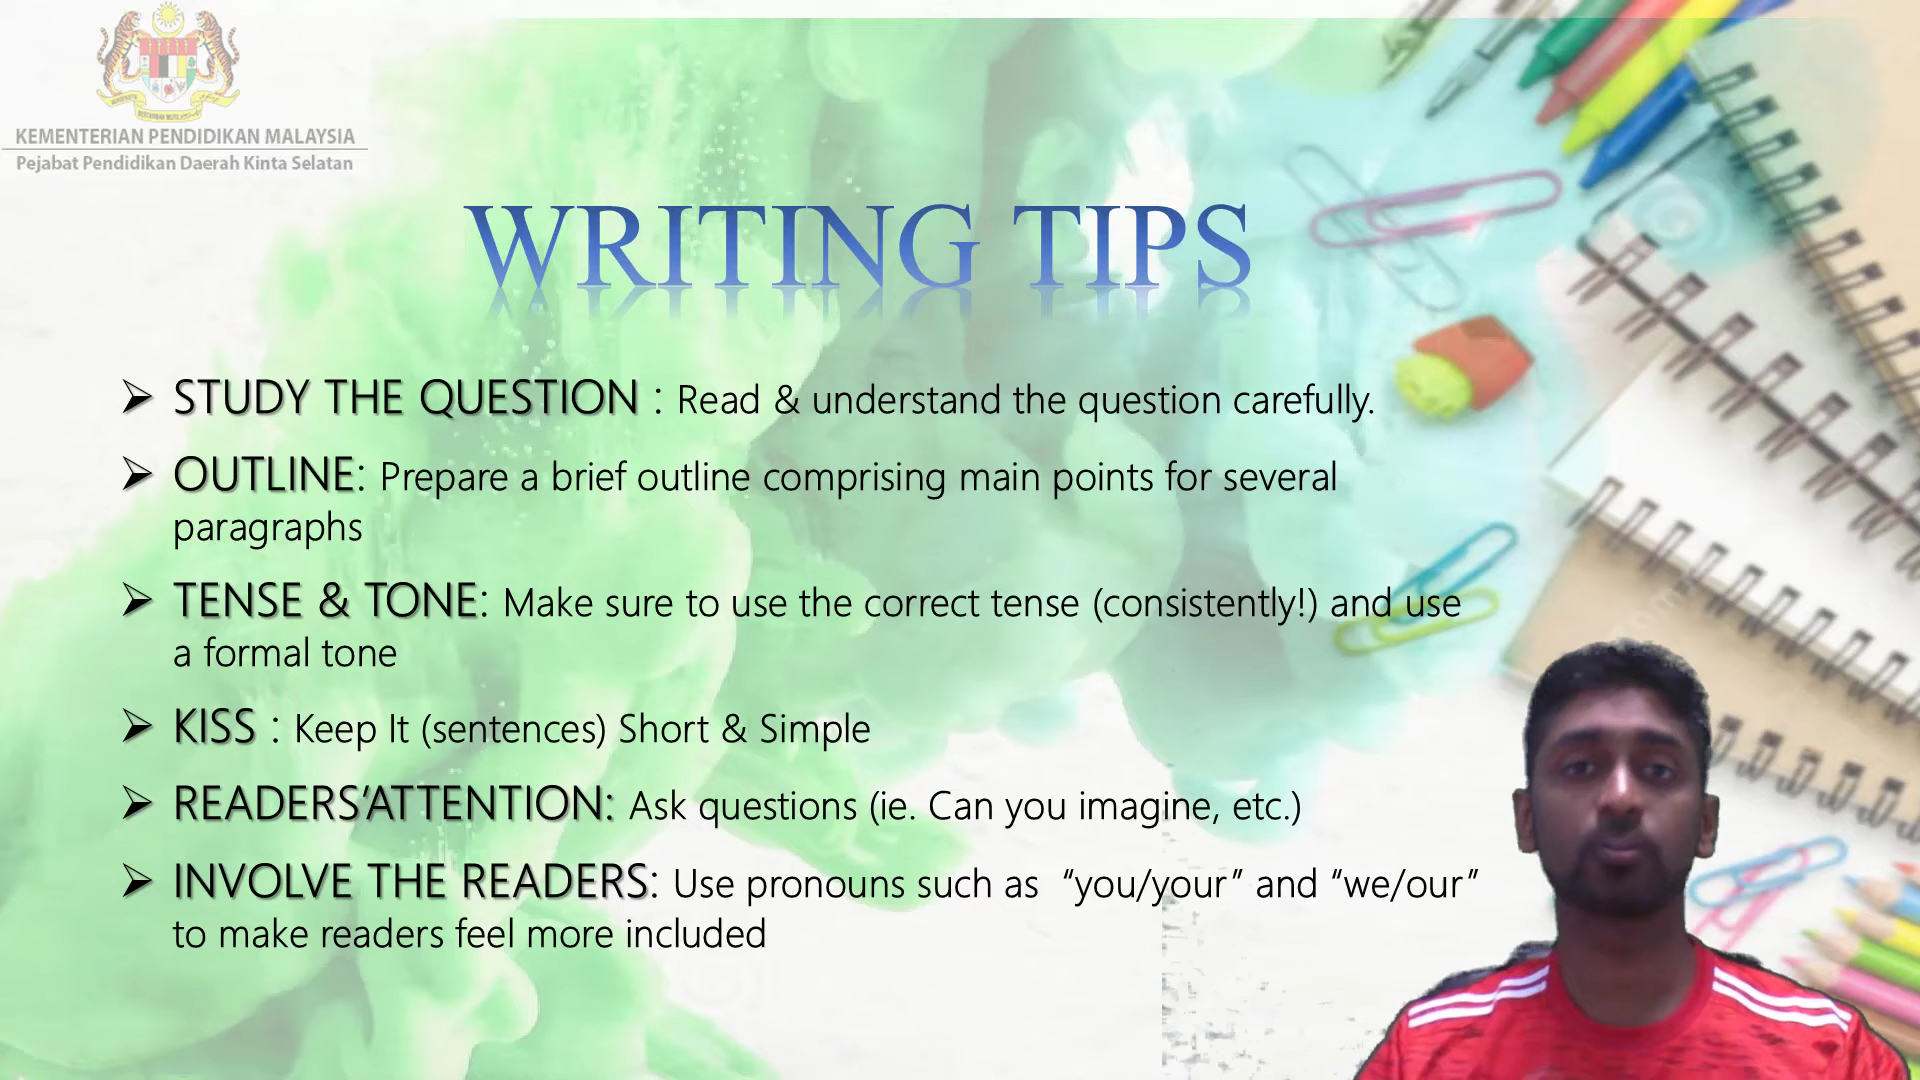 KEMENTERIAN PENDIDIKAN MALAYSIA
Pejabat Pendidikan Daerah Kinta Selatan
WRITING TIPS
➢ STUDY THE QUESTION : Read & understand the question carefully.
➢ OUTLINE: Prepare a brief outline comprising main points for several
paragraphs
➢ TENSE & TONE: Make sure to use the correct tense (consistently!) and use
a formal tone
➢ KISS : Keep It (sentences) Short & Simple
➢ READERS’ATTENTION: Ask questions (ie. Can you imagine, etc.)
➢ INVOLVE THE READERS: Use pronouns such as “you/your” and “we/our”
to make readers feel more included